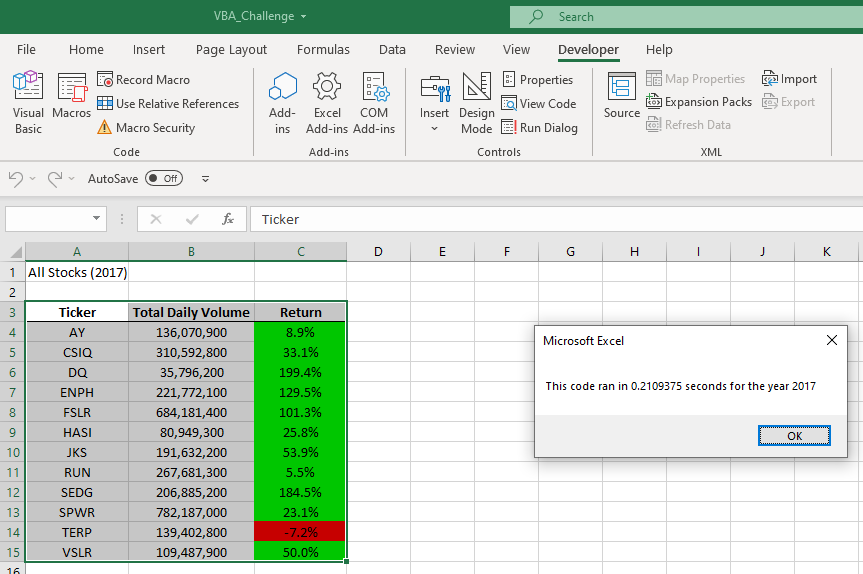 VBA_Challenge
Search
File Home Insert Page Layout Formulas Data Review View Developer Help
Visual Basic
Macros
Record Macro
Use Relative References
Macro Security
Code
Add-ins
Excel Add-ins
COM Add-ins
Add-ins
Insert
Design Mode
Properties
View Code
Run Dialog
Controls
Source
Map Properties
Expansion Packs
Refresh Data
Import
Export
XML
AutoSave Off
fx Ticker
A B C D E F G H I J K
1 All Stocks (2017)
2
3 Ticker Total Daily Volume Return
4 AY 136,070,900 8.9%
5 CSIQ 310,592,800 33.1%
6 DQ 35,796,200 199.4%
7 ENPH 221,772,100 129.5%
8 FSLR 684,181,400 101.3%
9 HASI 80,949,300 25.8%
10 JKS 191,632,200 53.9%
11 RUN 267,681,300 5.5%
12 SEDG 206,885,200 184.5%
13 SPWR 782,187,000 23.1%
14 TERP 139,402,800 -7.2%
15 VSLR 109,487,900 50.0%
16
Microsoft Excel
This code ran in 0.2109375 seconds for the year 2017
OK